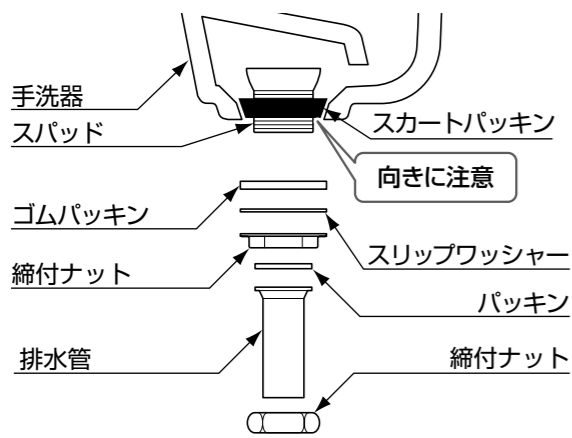 手洗器
スパッド
スカートパッキン
向きに注意
ゴムパッキン
スリップワッシャー
締付ナット
パッキン
排水管
締付ナット